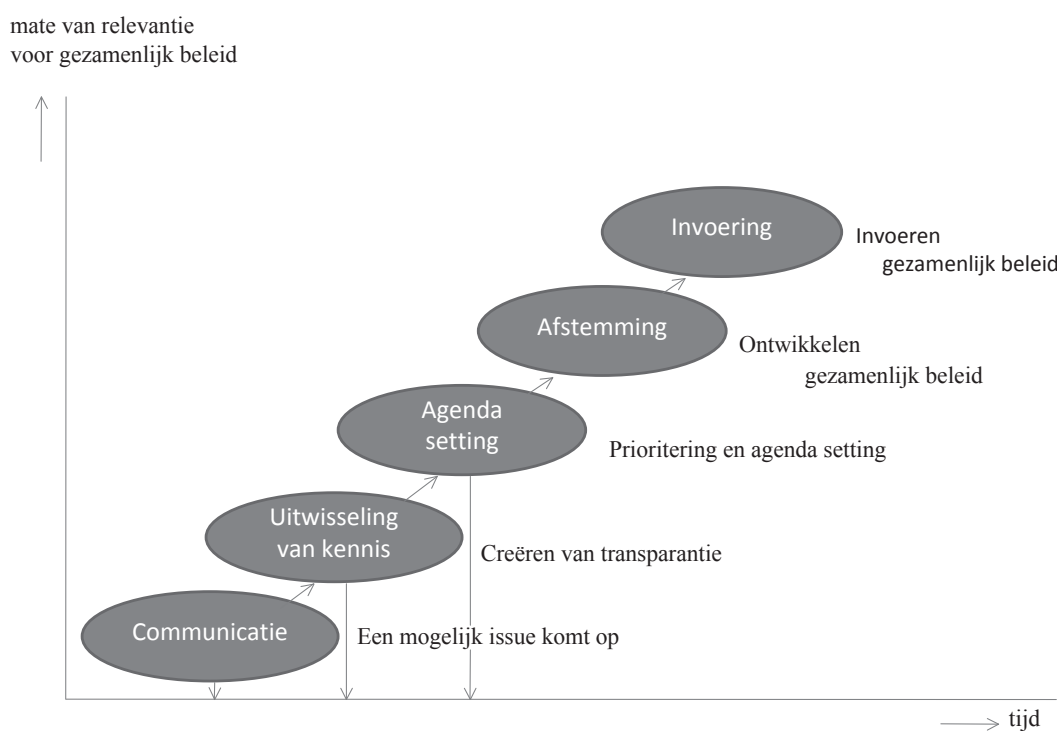 mate van relevantie
voor gezamenlijk beleid
Invoering
Invoeren
gezamenlijk beleid
Afstemming
Ontwikkelen
gezamenlijk beleid
Agenda
setting
Prioritering en agenda setting
Uitwisseling
van kennis
Creëren van transparantie
Communicatie
Een mogelijk issue komt op
tijd